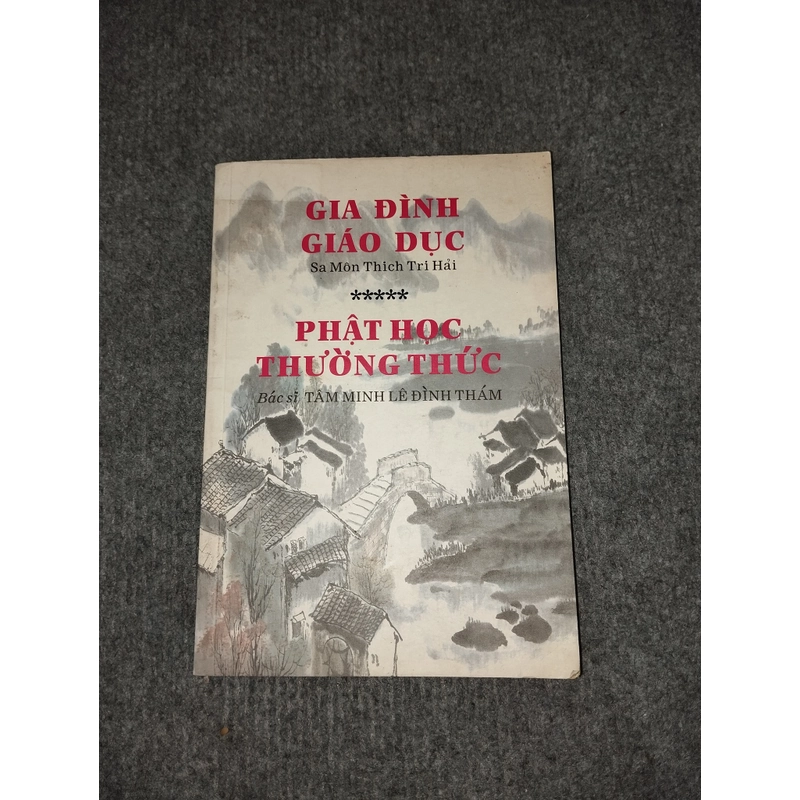 GIA ĐÌNH
GIÁO DỤC
Sa Môn Thích Trí Hải
*****
PHẬT HỌC
THƯỜNG THỨC
Bác sĩ TÂM MINH LÊ ĐÌNH THÁM